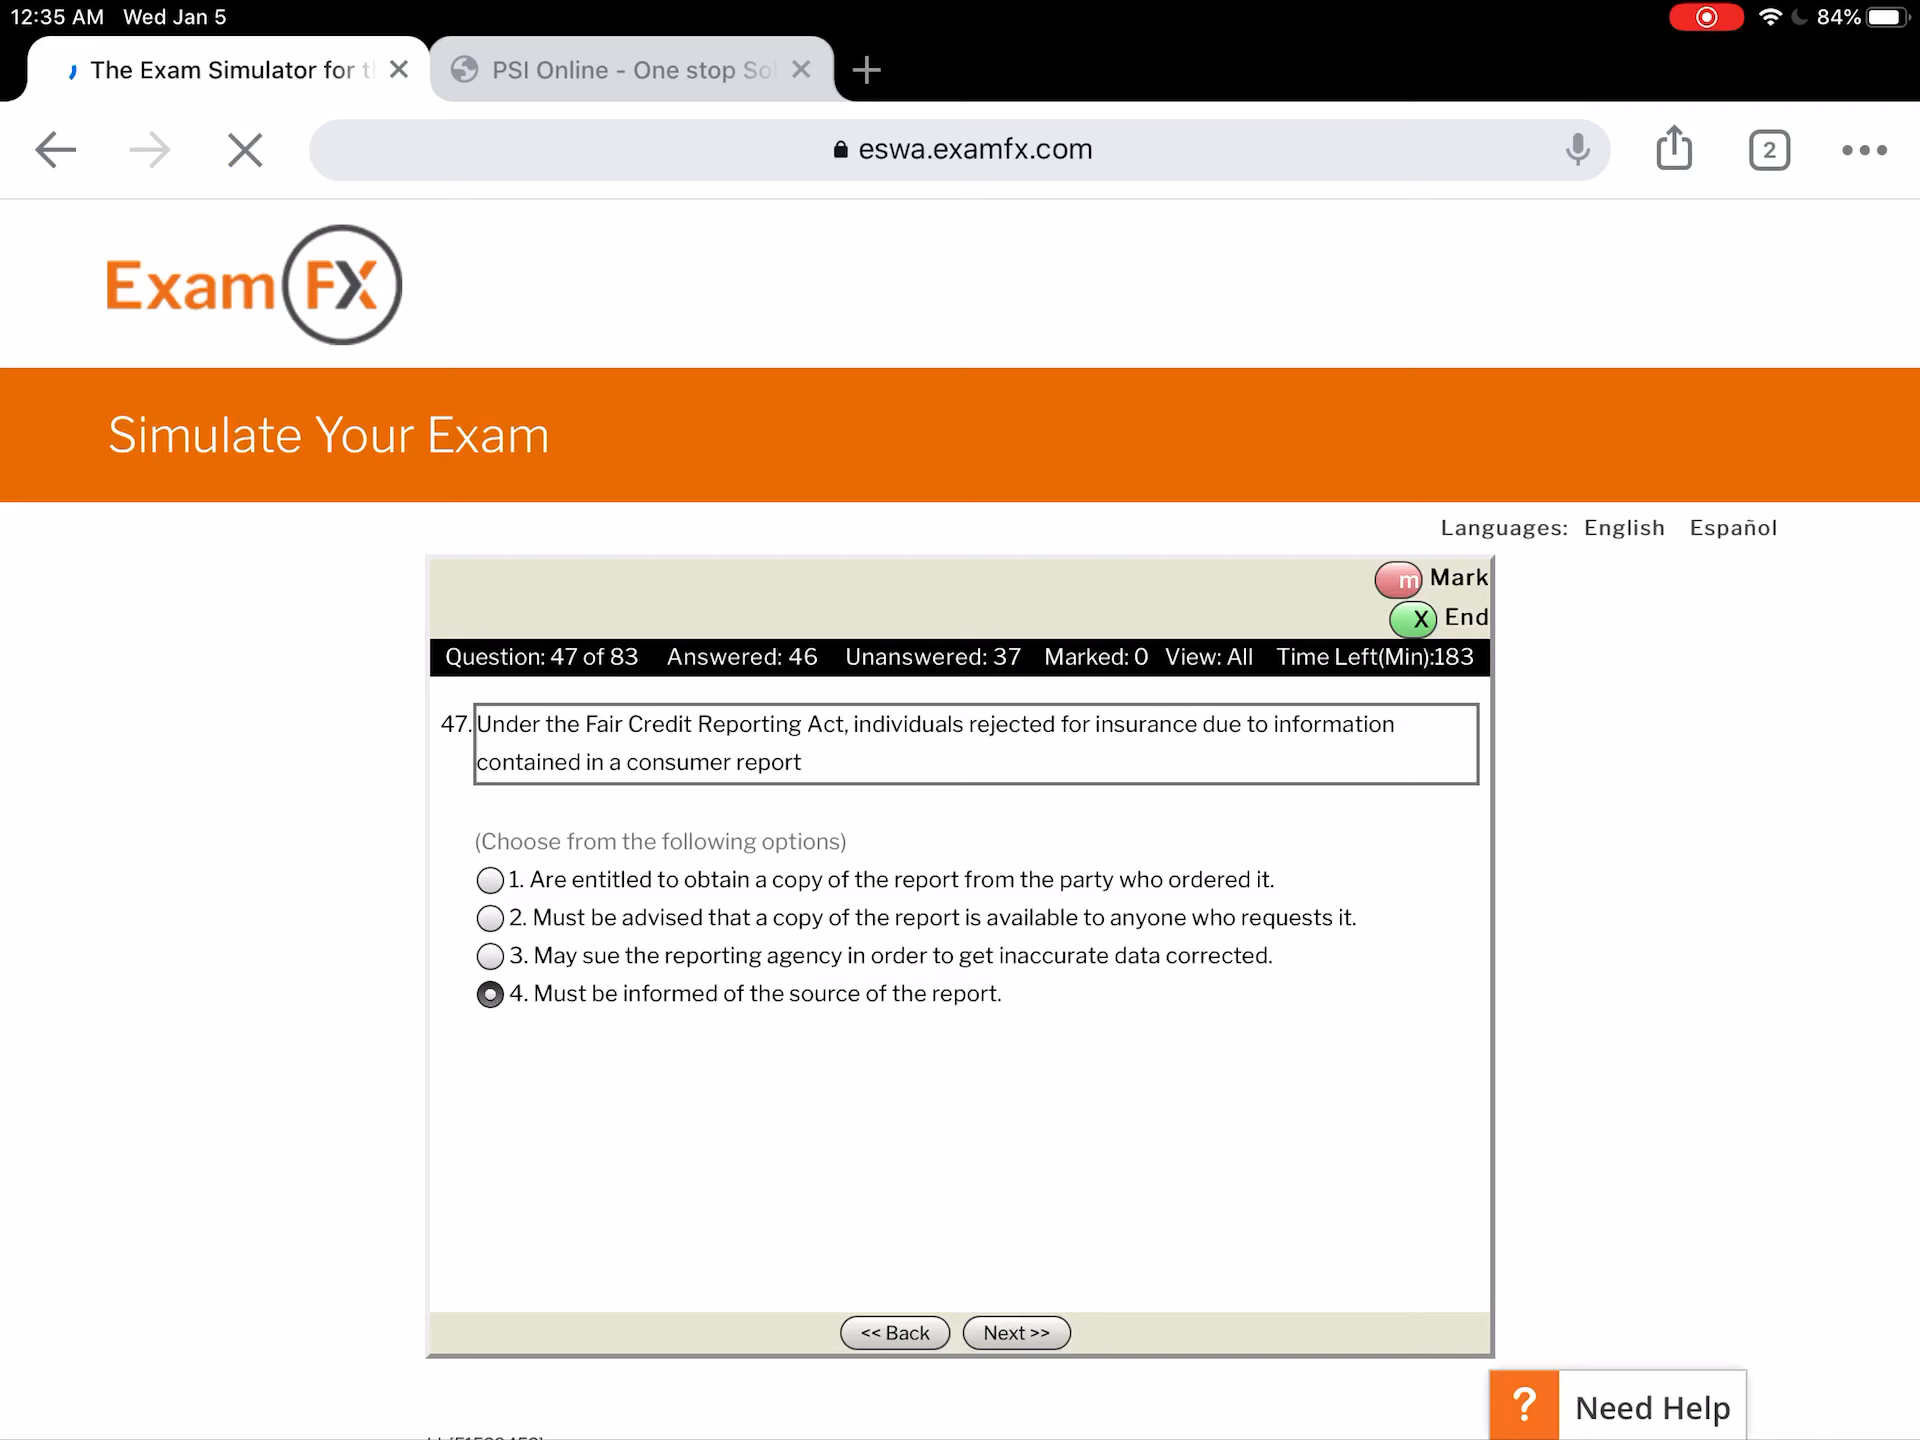 12:35 AM Wed Jan 5
84%
The Exam Simulator for t
PSI Online - One stop Sol
eswa.examfx.com
2
Exam FX
Simulate Your Exam
Languages: English Español
m Mark
X End
Question: 47 of 83 Answered: 46 Unanswered: 37 Marked: 0 View: All Time Left(Min):183
47. Under the Fair Credit Reporting Act, individuals rejected for insurance due to information
contained in a consumer report
(Choose from the following options)
1. Are entitled to obtain a copy of the report from the party who ordered it.
2. Must be advised that a copy of the report is available to anyone who requests it.
3. May sue the reporting agency in order to get inaccurate data corrected.
4. Must be informed of the source of the report.
<< Back Next >>
? Need Help